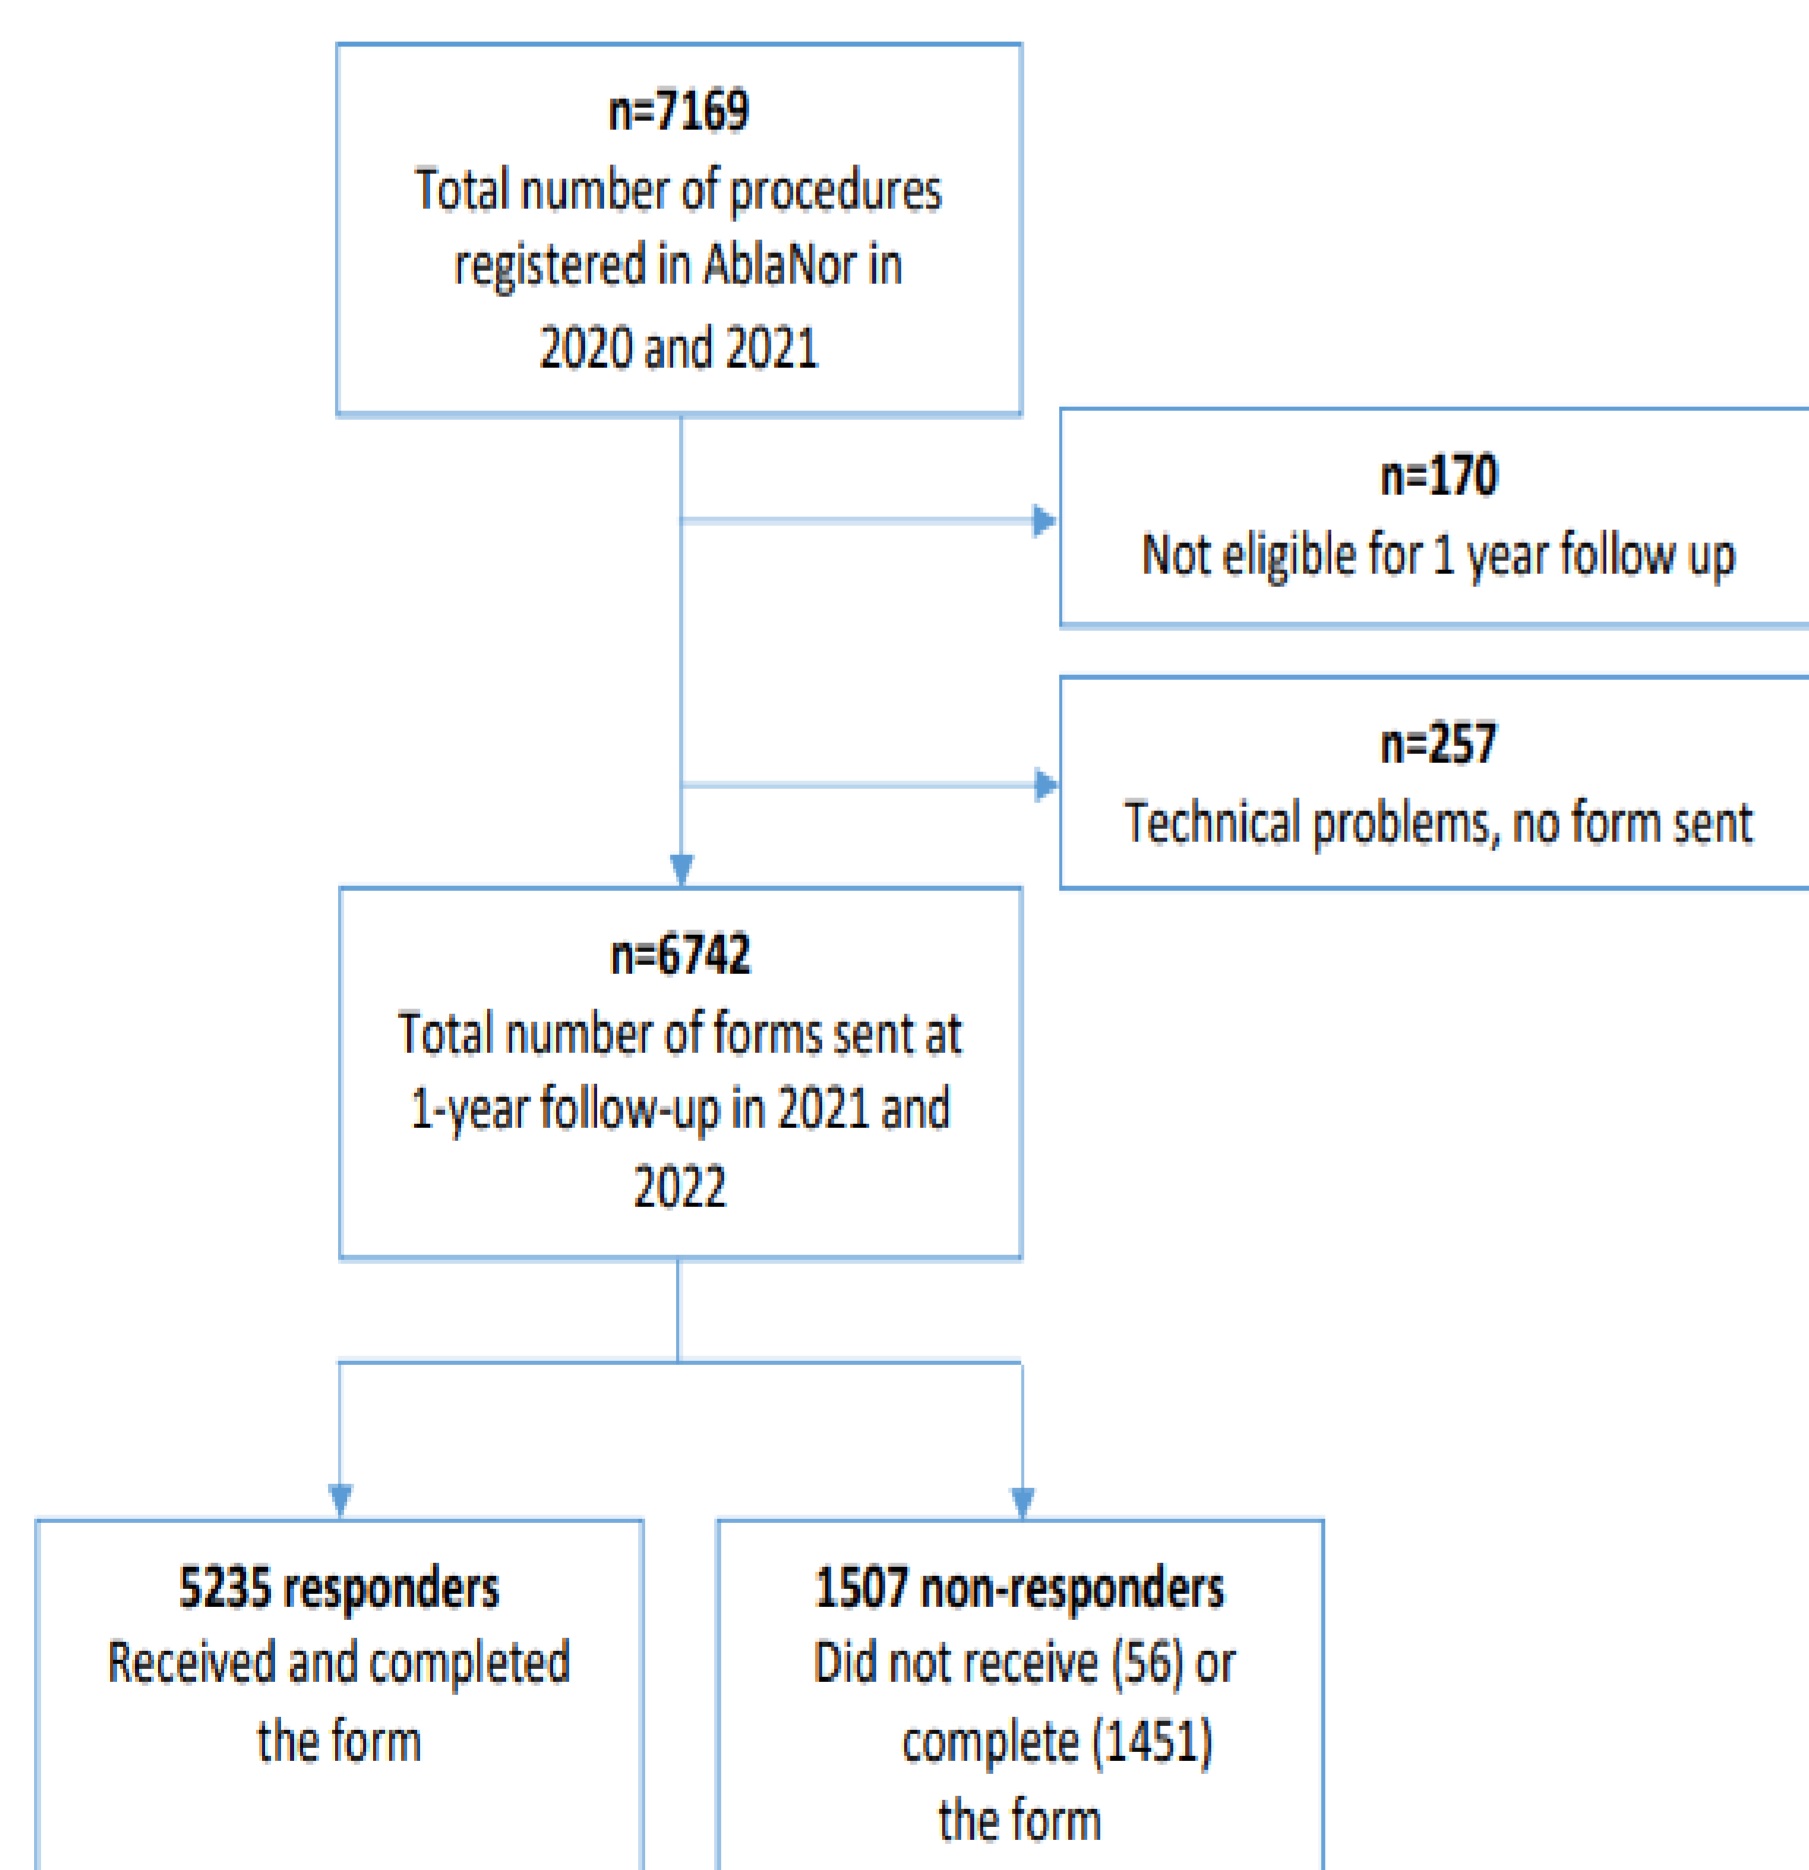 n=7169
Total number of procedures
registered in AblaNor in
2020 and 2021
n=170
Not eligible for 1 year follow up
n=257
Technical problems, no form sent
n=6742
Total number of forms sent at
1-year follow-up in 2021 and
2022
5235 responders
Received and completed
the form
1507 non-responders
Did not receive (56) or
complete (1451)
the form